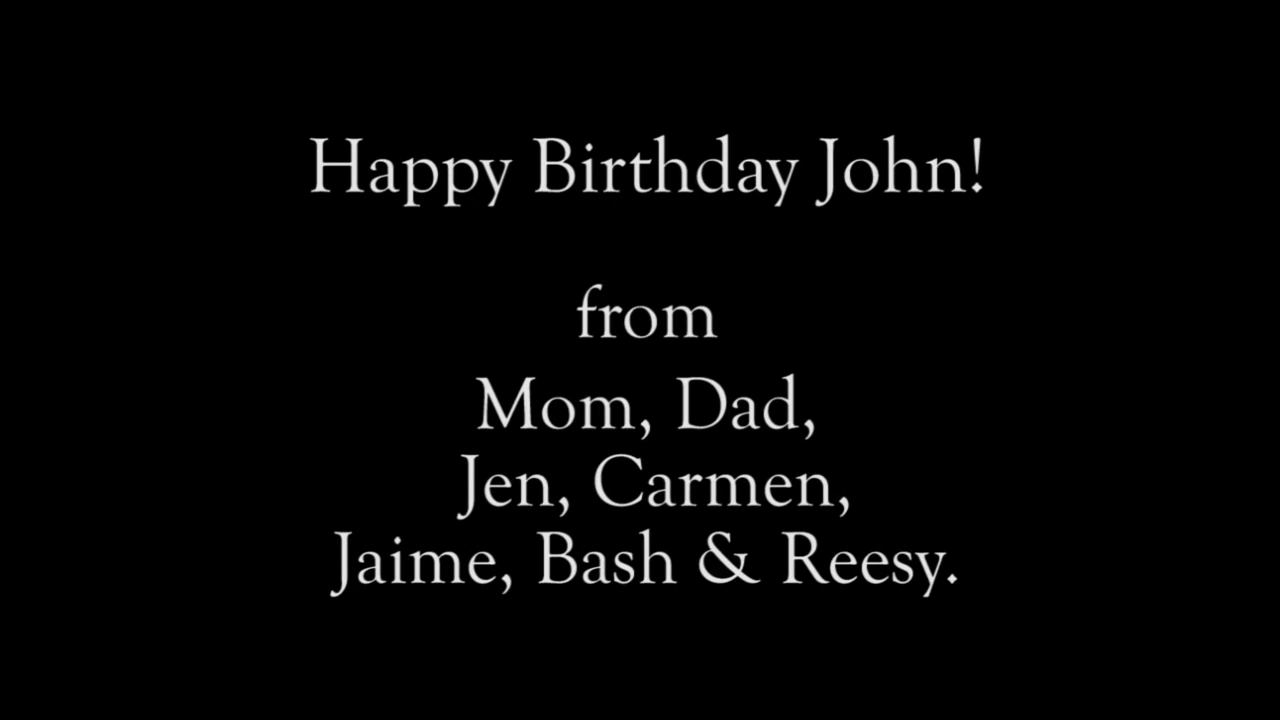 Happy Birthday John!
from
Mom, Dad,
Jen, Carmen,
Jaime, Bash & Reesy.